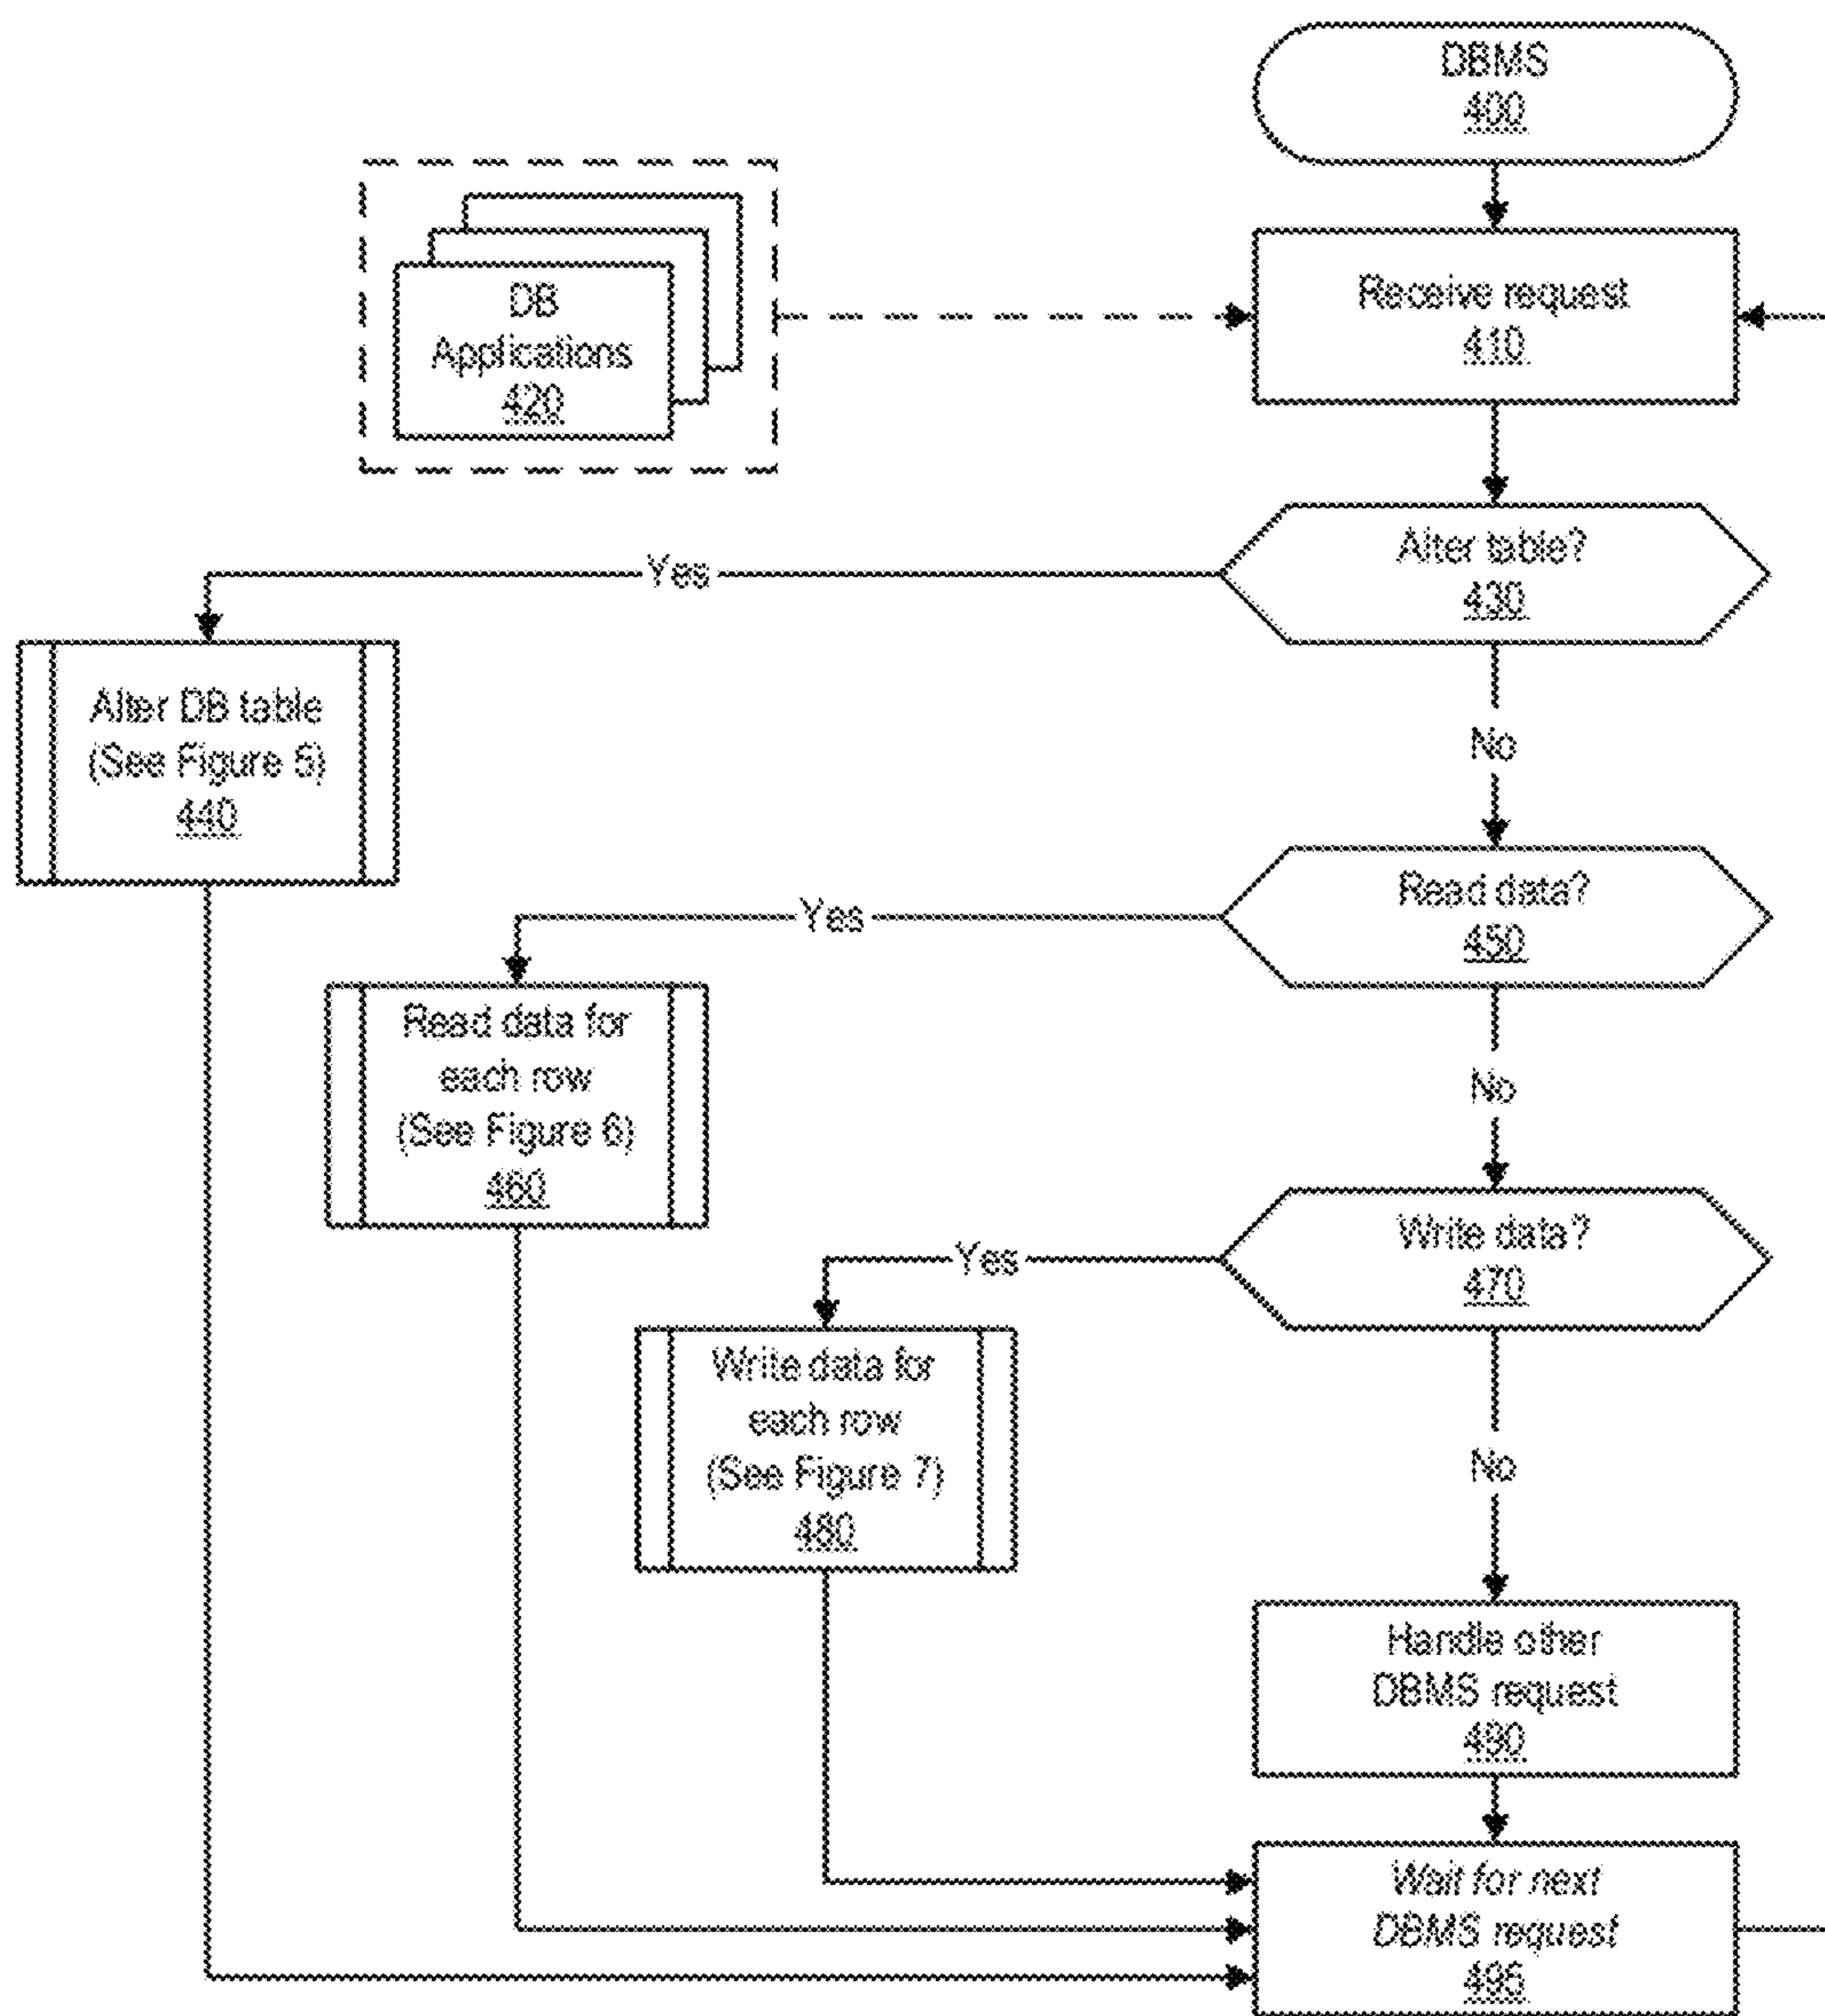 DBMS
400
DB
Applications
420
Receive request
410
Alter table?
430
Yes
Alter DB table
(See Figure 5)
440
No
Read data?
450
Yes
Read data for
each row
(See Figure 6)
460
No
Write data?
470
Yes
Write data for
each row
(See Figure 7)
480
No
Handle other
DBMS request
490
Wait for next
DBMS request
495